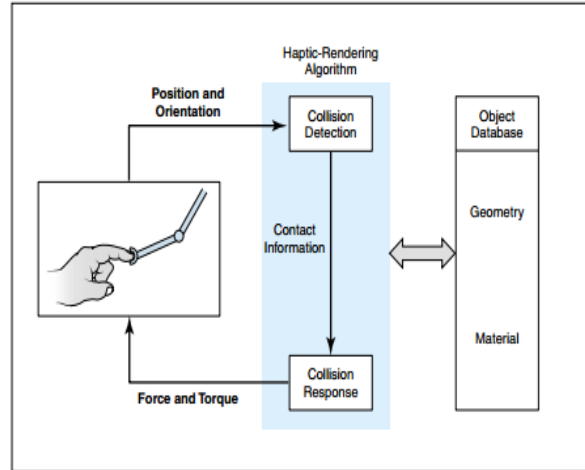 Haptic-Rendering
Algorithm
Position and
Orientation
Collision
Detection
Object
Database
Geometry
Contact
Information
Material
Collision
Response
Force and Torque